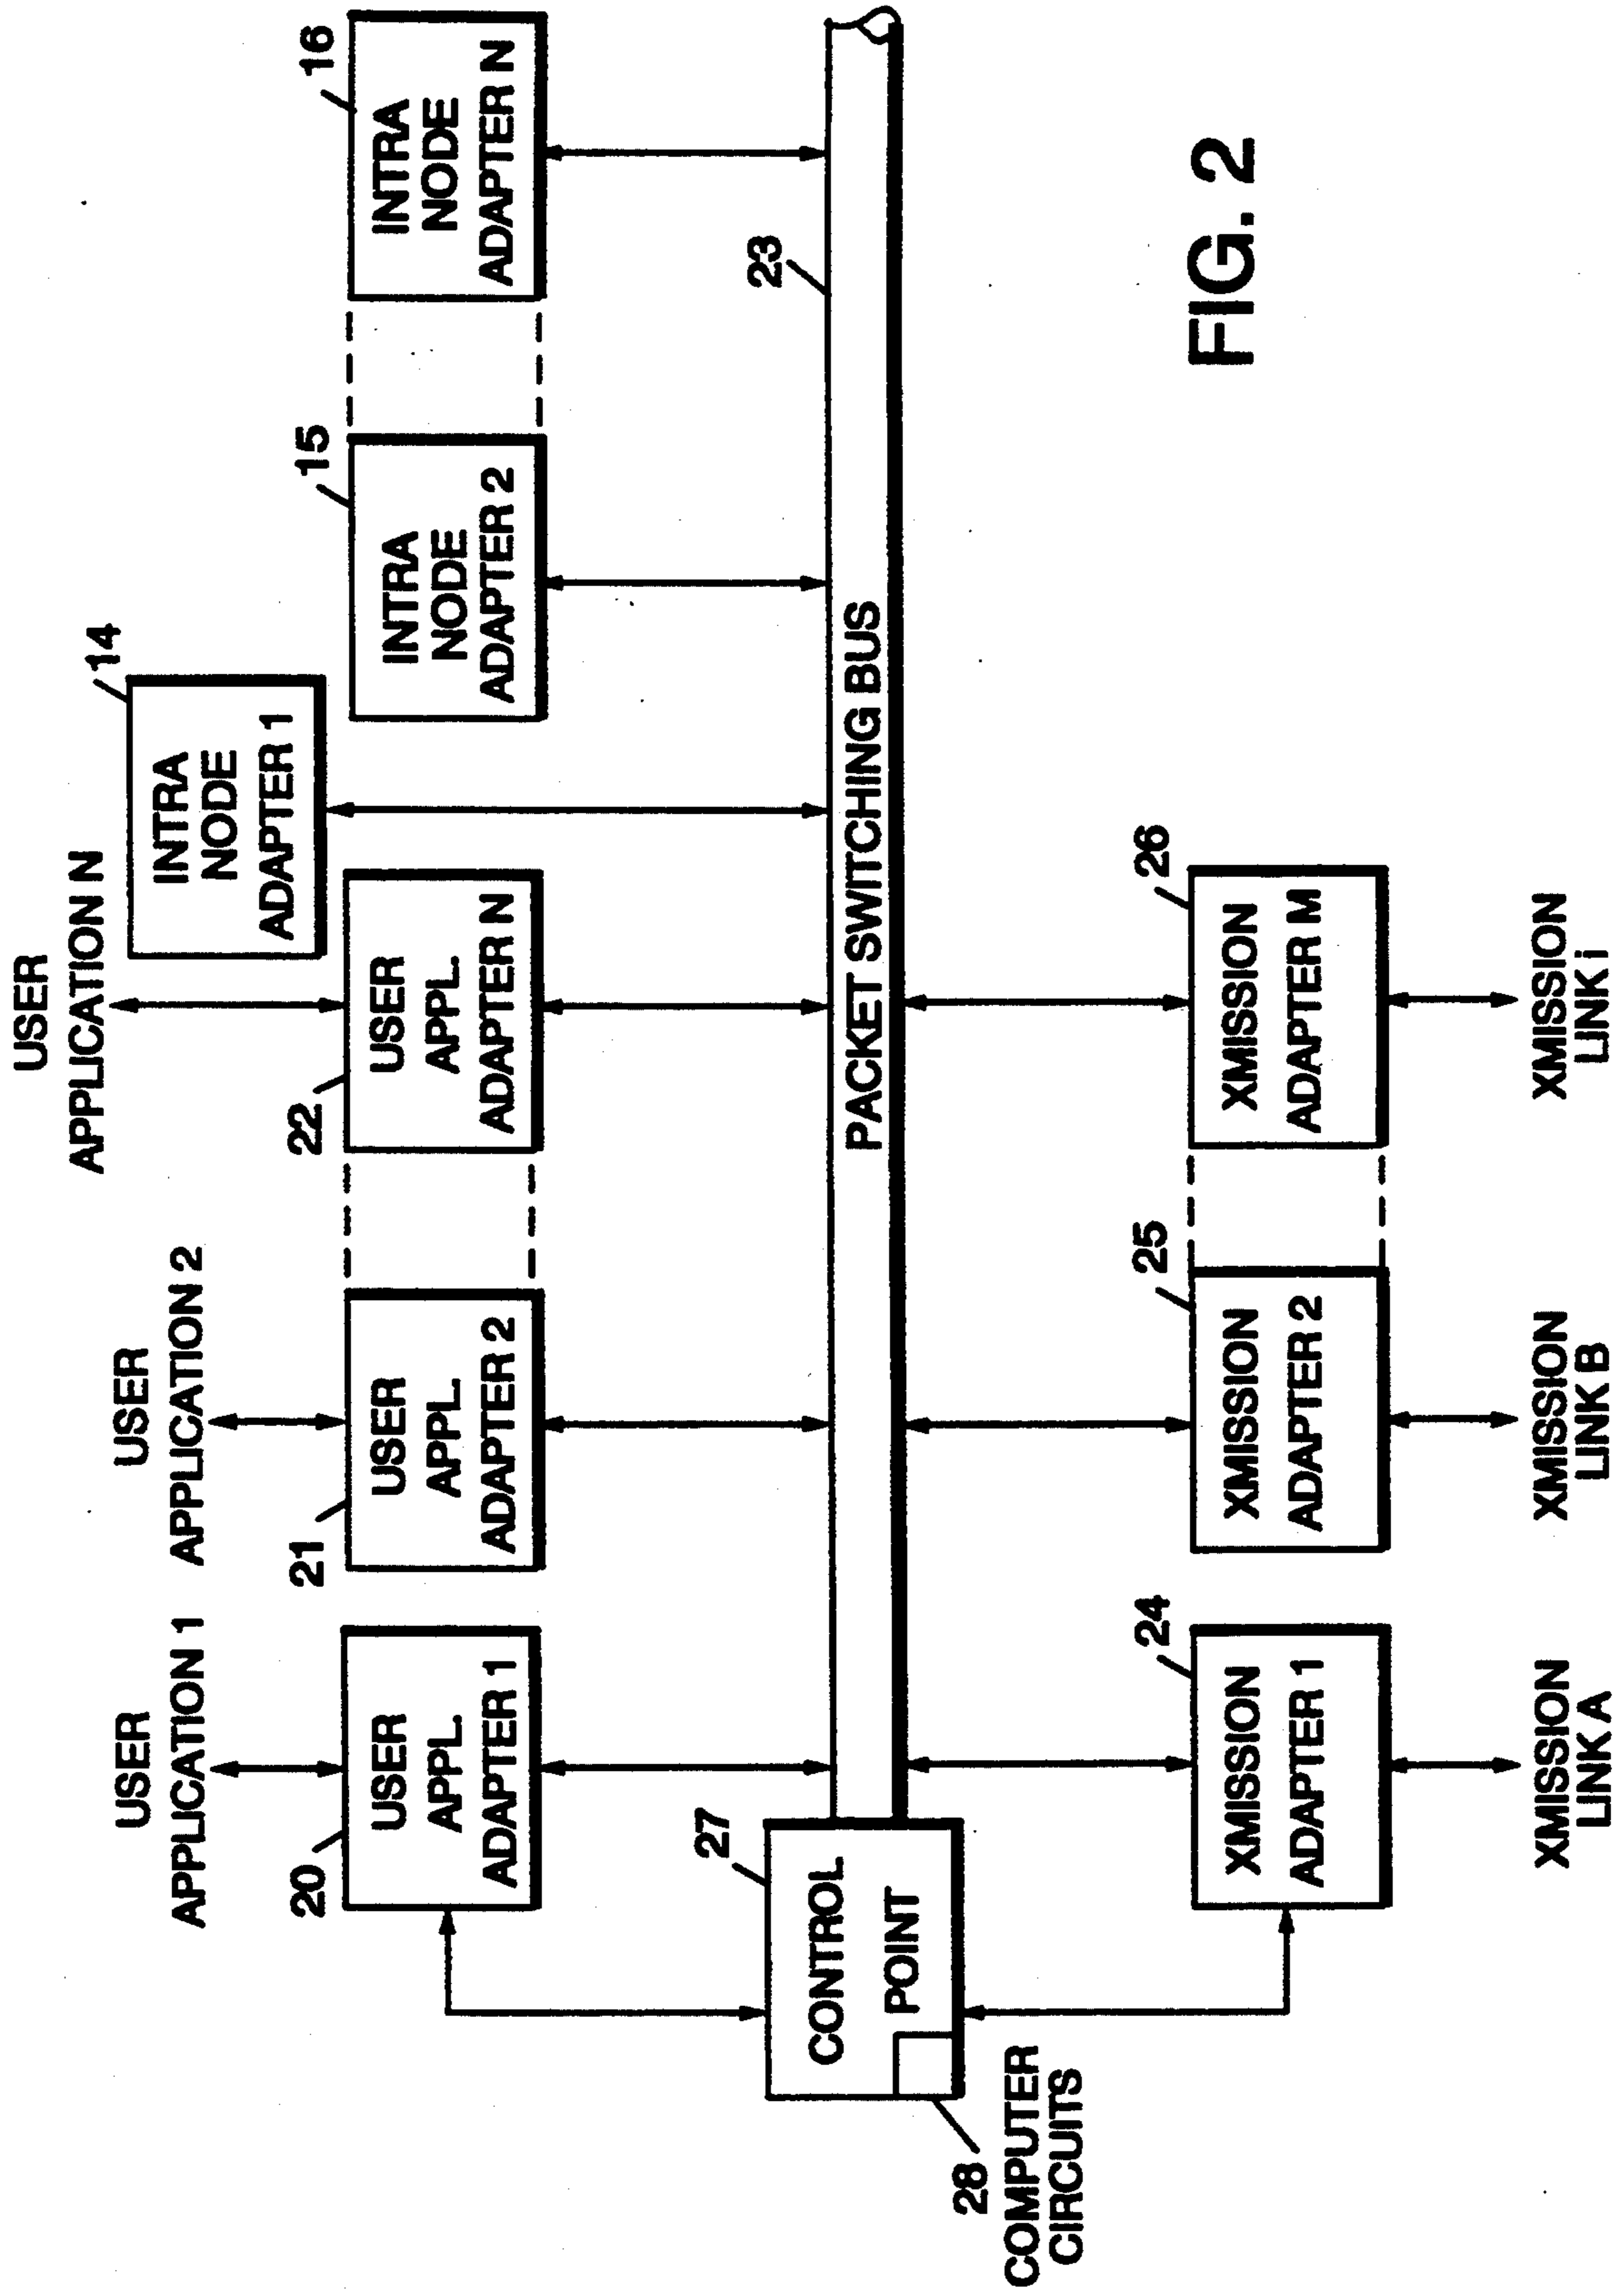 USER
APPLICATION 1
USER
APPLICATION 2
USER
APPLICATION N
14
INTRA
NODE
ADAPTER 1
20
USER
APPL.
ADAPTER 1
21
USER
APPL.
ADAPTER 2
22
USER
APPL.
ADAPTER N
15
INTRA
NODE
ADAPTER 2
16
INTRA
NODE
ADAPTER N
27
CONTROL
POINT
28
COMPUTER
CIRCUITS
PACKET SWITCHING BUS
23
24
XMISSION
ADAPTER 1
25
XMISSION
ADAPTER 2
26
XMISSION
ADAPTER M
XMISSION
LINK A
XMISSION
LINK B
XMISSION
LINK i
FIG. 2